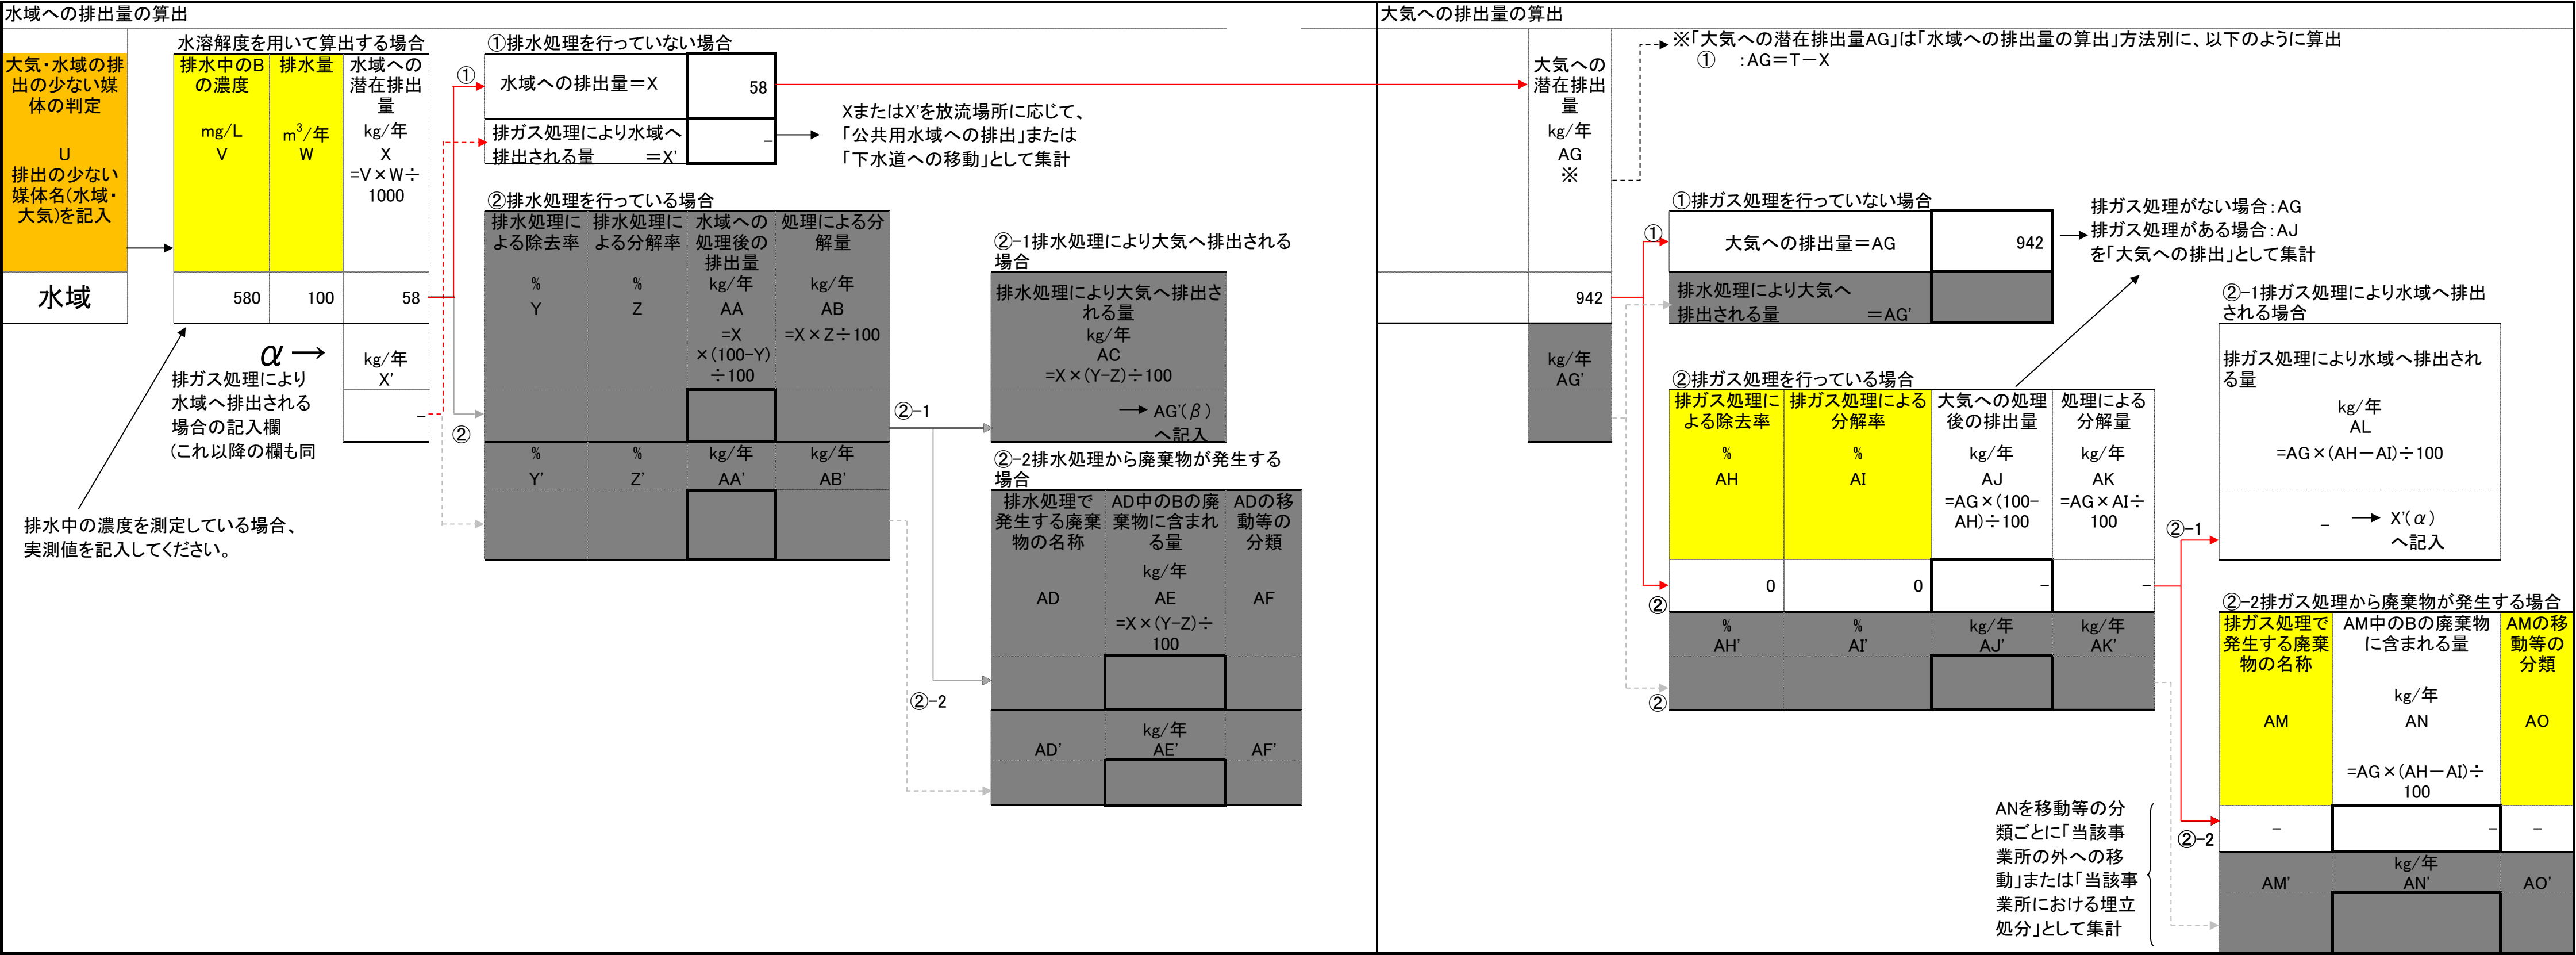 水域への排出量の算出
大気・水域の排
出の少ない媒
体の判定
U
排出の少ない
媒体名(水域・
大気)を記入
水域
水溶解度を用いて算出する場合
排水中のB
の濃度
mg/L
V
580
排水量
m³/年
W
100
水域への
潜在排出
量
kg/年
X
=V×W÷
1000
58
α→
kg/年
X'
－
排ガス処理により
水域へ排出される
場合の記入欄
(これ以降の欄も同
排水中の濃度を測定している場合、
実測値を記入してください。
①
②
①排水処理を行っていない場合
水域への排出量＝X
58
排ガス処理により水域へ
排出される量　＝X'
－
XまたはX'を放流場所に応じて、
「公共用水域への排出」または
「下水道への移動」として集計
②排水処理を行っている場合
排水処理に
よる除去率
%
Y
排水処理に
よる分解率
%
Z
水域への
処理後の
排出量
kg/年
AA
=X
×(100-Y)
÷100
処理による分
解量
kg/年
AB
=X×Z÷100
%
Y'
%
Z'
kg/年
AA'
kg/年
AB'
②-1
②-2
②-1排水処理により大気へ排出される
場合
排水処理により大気へ排出さ
れる量
kg/年
AC
=X×(Y-Z)÷100
→ AG'(β)
へ記入
②-2排水処理から廃棄物が発生する
場合
排水処理で
発生する廃棄
物の名称
AD
AD中のBの廃
棄物に含まれ
る量
kg/年
AE
=X×(Y-Z)÷
100
ADの移
動等の
分類
AF
AD'
kg/年
AE'
AF'
大気への排出量の算出
大気への
潜在排出
量
kg/年
AG
※
942
kg/年
AG'
※「大気への潜在排出量AG」は「水域への排出量の算出」方法別に、以下のように算出
①　：AG＝T－X
①
②
②
①排ガス処理を行っていない場合
大気への排出量＝AG
942
排水処理により大気へ
排出される量　＝AG'
排ガス処理がない場合：AG
排ガス処理がある場合：AJ
を「大気への排出」として集計
②排ガス処理を行っている場合
排ガス処理に
よる除去率
%
AH
0
排ガス処理による
分解率
%
AI
0
大気への処理
後の排出量
kg/年
AJ
=AG×(100-
AH)÷100
－
処理による
分解量
kg/年
AK
=AG×AI÷
100
－
%
AH'
%
AI'
kg/年
AJ'
kg/年
AK'
②-1
②-2
②-1排ガス処理により水域へ排出
される場合
排ガス処理により水域へ排出され
る量
kg/年
AL
=AG×(AH－AI)÷100
－ → X'(α)
へ記入
②-2排ガス処理から廃棄物が発生する場合
排ガス処理で
発生する廃棄
物の名称
AM
－
AM中のBの廃棄物
に含まれる量
kg/年
AN
=AG×(AH－AI)÷
100
－
AMの移
動等の
分類
AO
－
AM'
kg/年
AN'
AO'
ANを移動等の分
類ごとに「当該事
業所の外への移
動」または「当該事
業所における埋立
処分」として集計